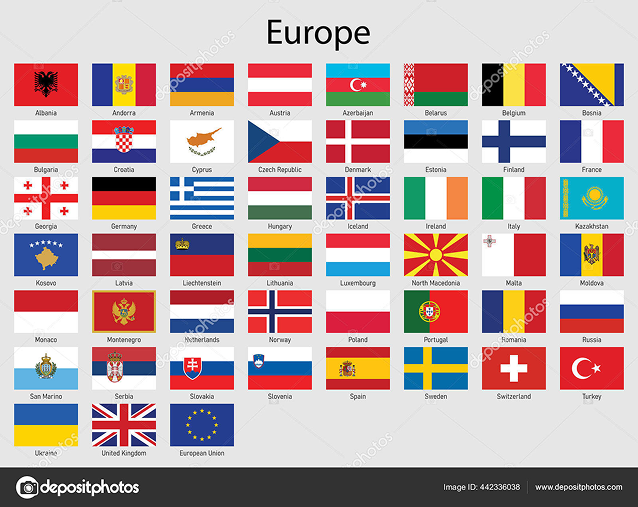 Europe
Albania Andorra Armenia Austria Azerbaijan Belarus Belgium Bosnia
Bulgaria Croatia Cyprus Czech Republic Denmark Estonia Finland France
Georgia Germany Greece Hungary Iceland Ireland Italy Kazakhstan
Kosovo Latvia Liechtenstein Lithuania Luxembourg North Macedonia Malta Moldova
Monaco Montenegro Netherlands Norway Poland Portugal Romania Russia
San Marino Serbia Slovakia Slovenia Spain Sweden Switzerland Turkey
Ukraine United Kingdom European Union
depositphotos Image ID: 442336038 www.depositphotos.com